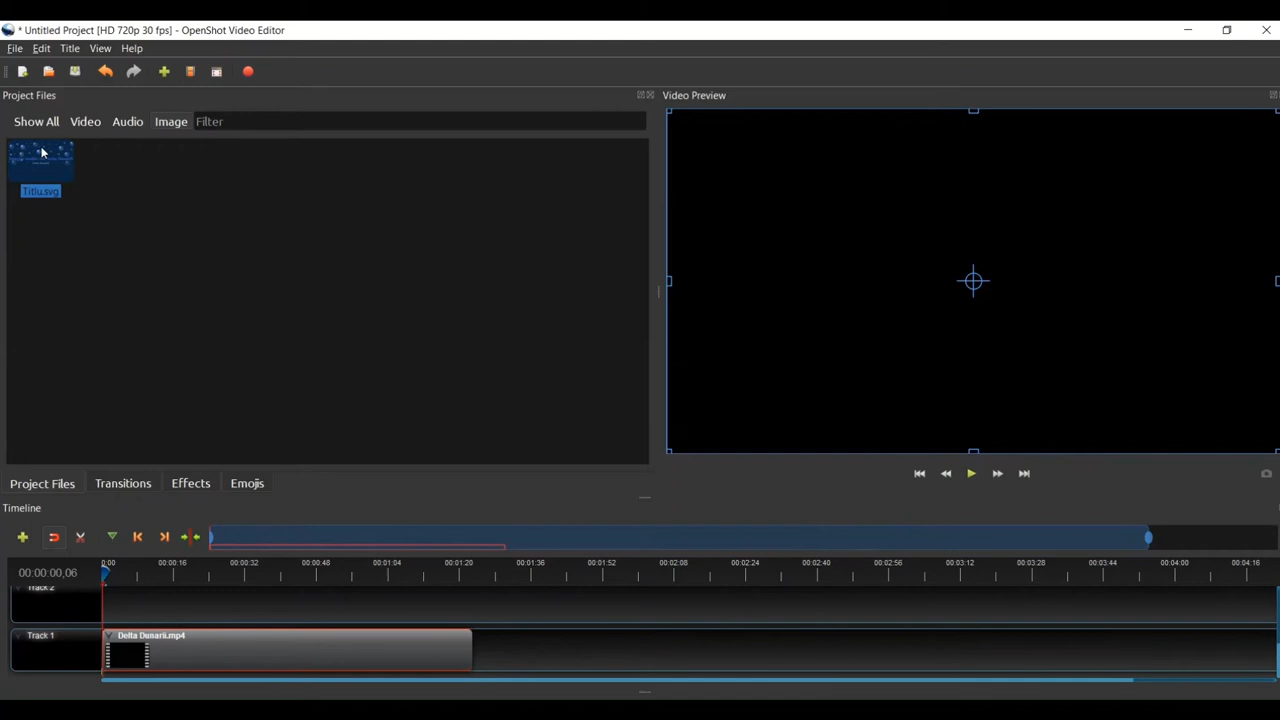 * Untitled Project [HD 720p 30 fps] - OpenShot Video Editor
File Edit Title View Help
Project Files
Video Preview
Show All Video Audio Image Filter
Titlu.svg
Project Files Transitions Effects Emojis
Timeline
00:00:00,06
0:00 00:00:16 00:00:32 00:00:48 00:01:04 00:01:20 00:01:36 00:01:52 00:02:08 00:02:24 00:02:40 00:02:56 00:03:12 00:03:28 00:03:44 00:04:00 00:04:16
Track 2
Track 1
Delta Dunarii.mp4